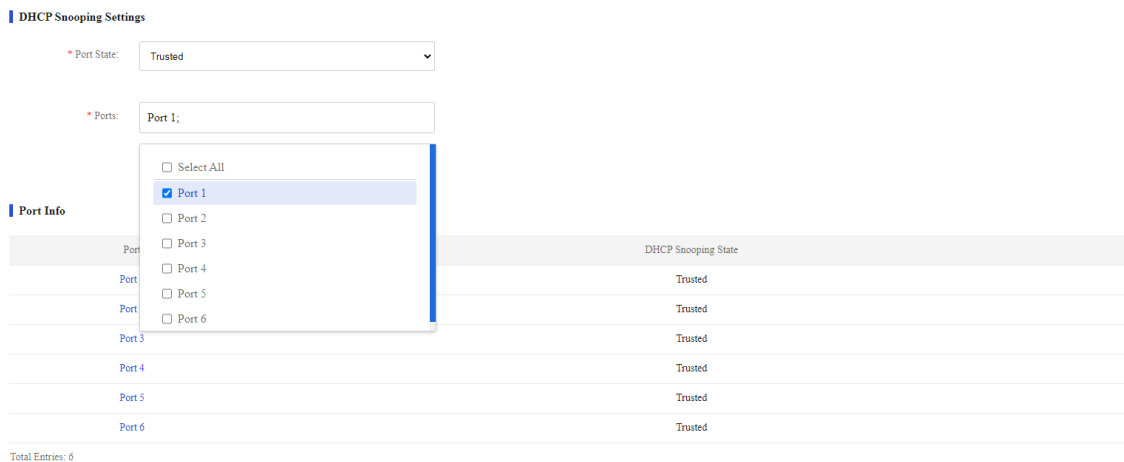 DHCP Snooping Settings
* Port State:
Trusted
* Ports:
Port 1;
Select All
Port 1
Port 2
Port 3
Port 4
Port 5
Port 6
Port Info
Port DHCP Snooping State
Port Trusted
Port Trusted
Port 3 Trusted
Port 4 Trusted
Port 5 Trusted
Port 6 Trusted
Total Entries: 6